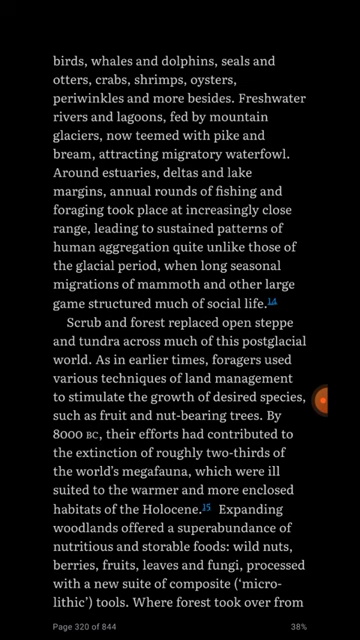 birds, whales and dolphins, seals and
otters, crabs, shrimps, oysters,
periwinkles and more besides. Freshwater
rivers and lagoons, fed by mountain
glaciers, now teemed with pike and
bream, attracting migratory waterfowl.
Around estuaries, deltas and lake
margins, annual rounds of fishing and
foraging took place at increasingly close
range, leading to sustained patterns of
human aggregation quite unlike those of
the glacial period, when long seasonal
migrations of mammoth and other large
game structured much of social life.14
Scrub and forest replaced open steppe
and tundra across much of this postglacial
world. As in earlier times, foragers used
various techniques of land management
to stimulate the growth of desired species,
such as fruit and nut-bearing trees. By
8000 BC, their efforts had contributed to
the extinction of roughly two-thirds of
the world's megafauna, which were ill
suited to the warmer and more enclosed
habitats of the Holocene.15 Expanding
woodlands offered a superabundance of
nutritious and storable foods: wild nuts,
berries, fruits, leaves and fungi, processed
with a new suite of composite ('micro-
lithic') tools. Where forest took over from
Page 320 of 844 38%